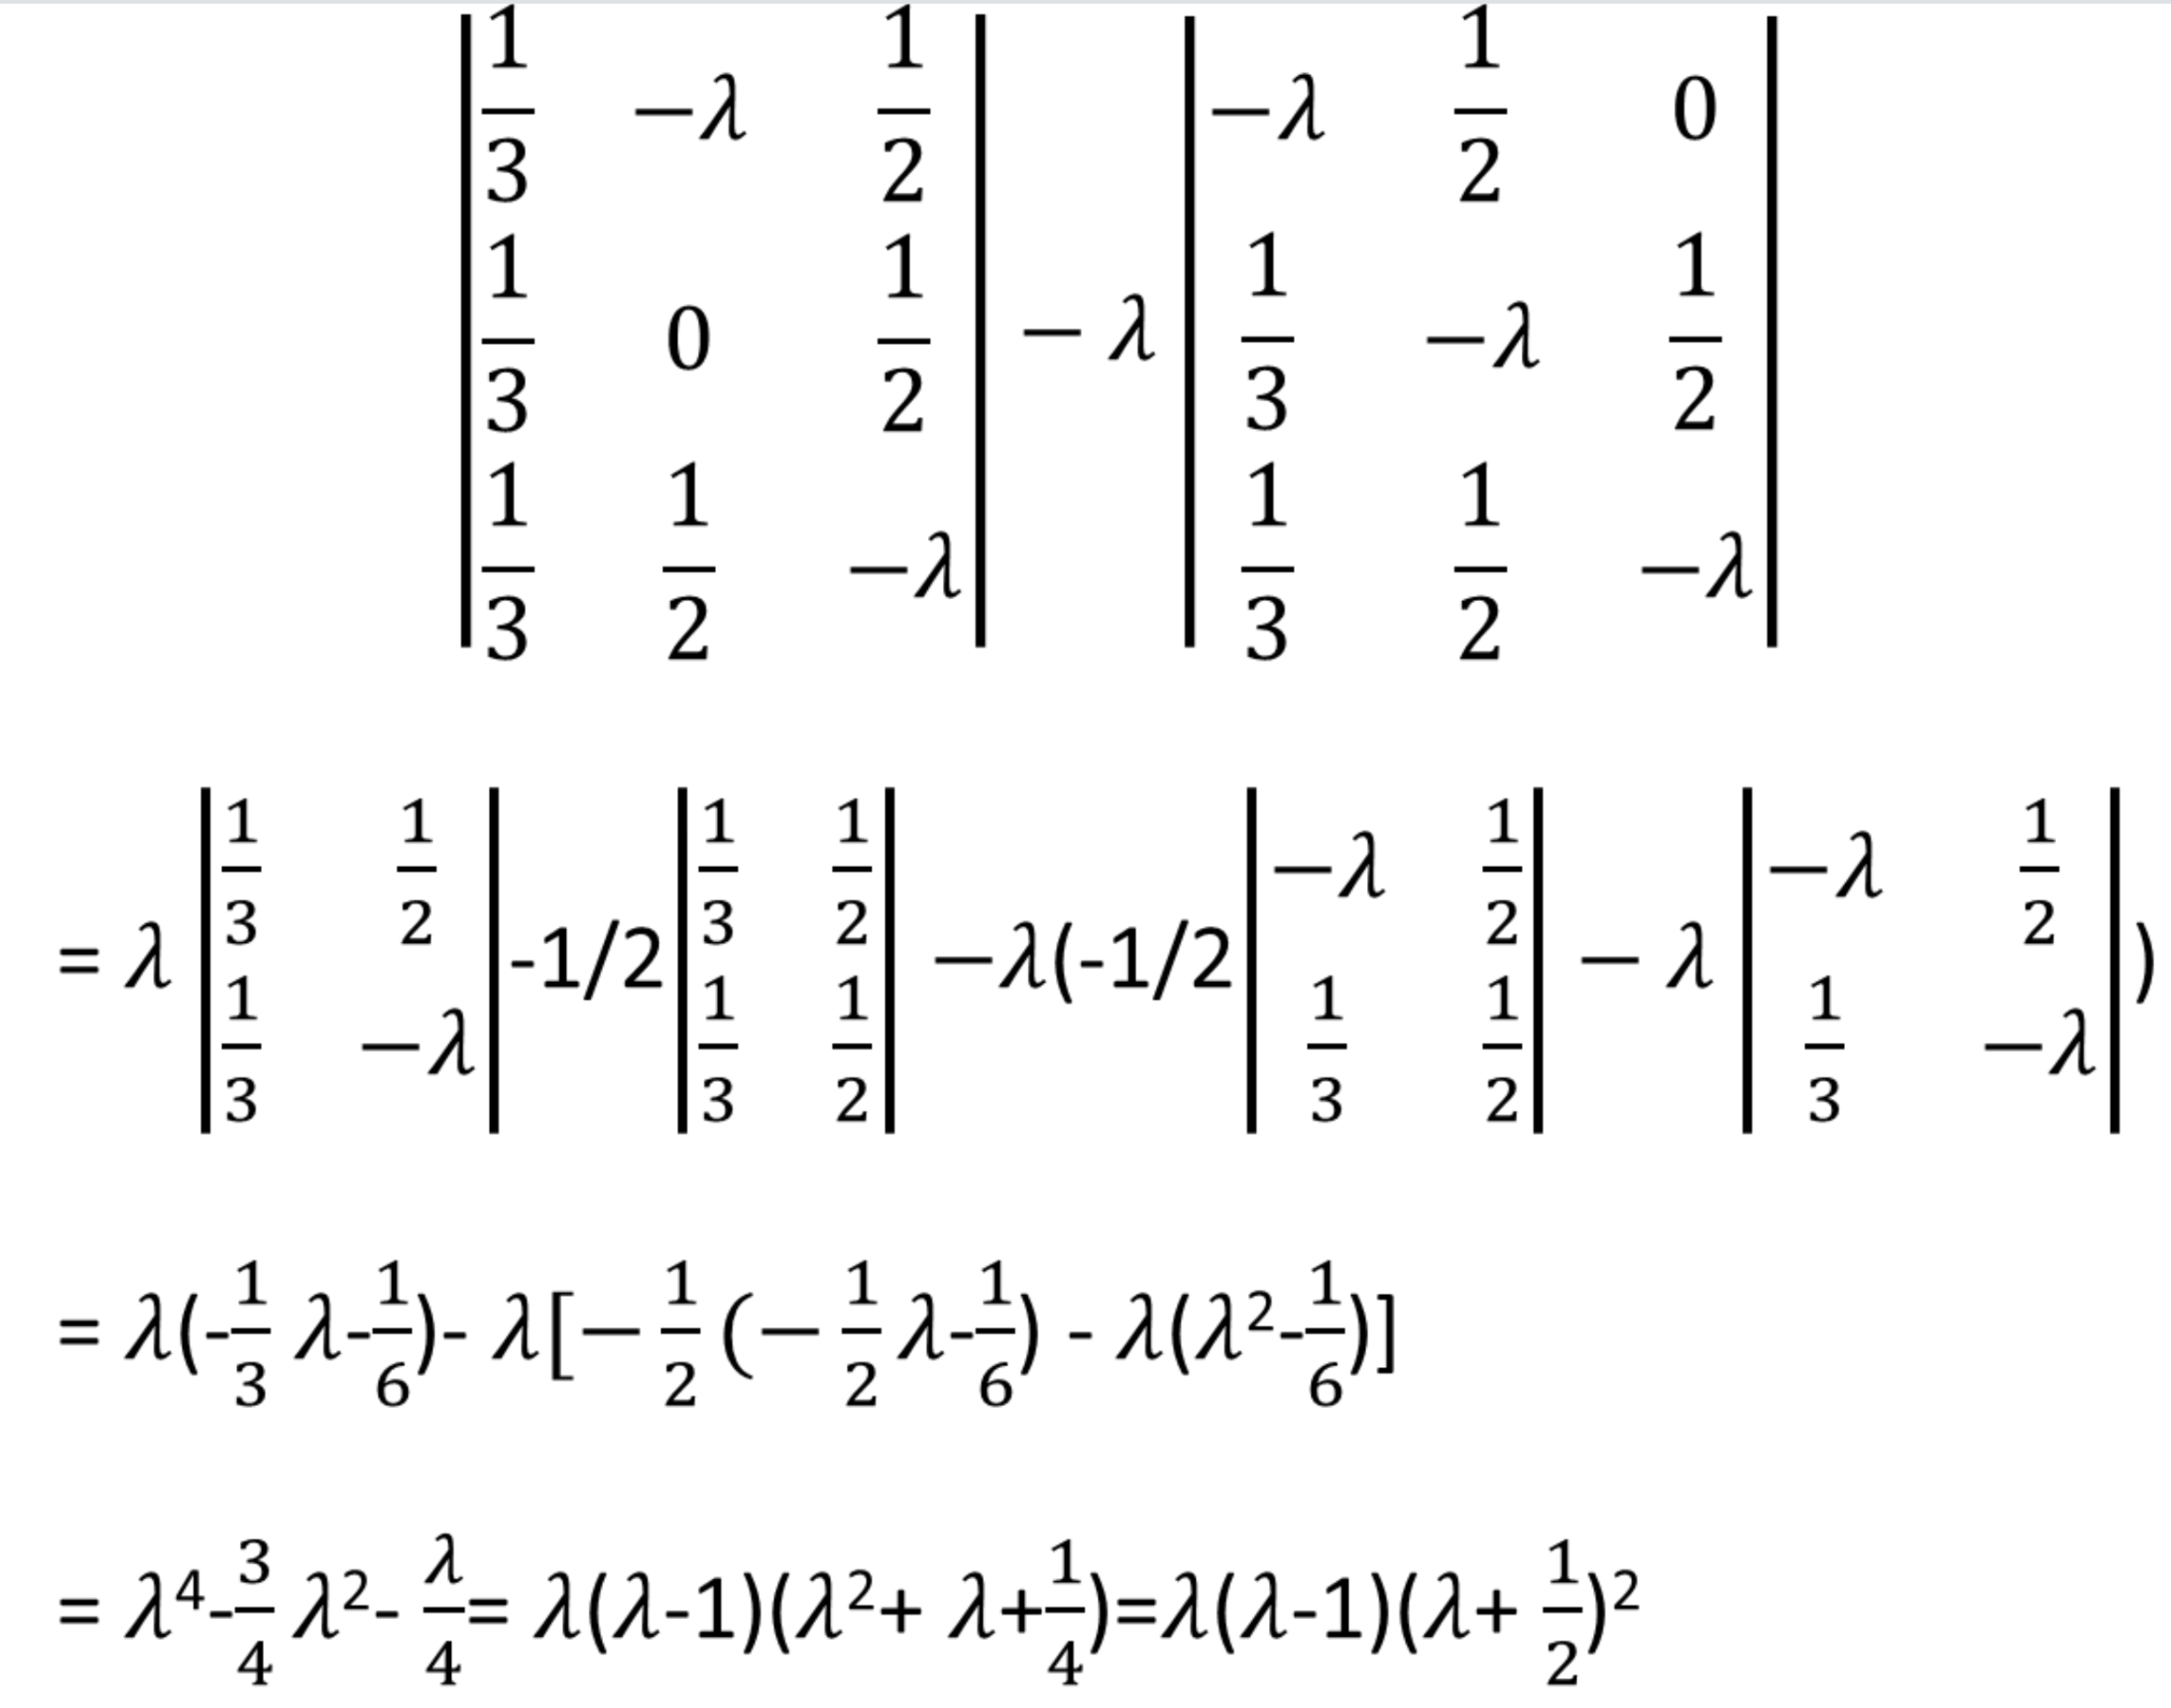 | 1/3 −λ 1/2 ; 1/3 0 1/2 ; 1/3 1/2 −λ | − λ | −λ 1/2 0 ; 1/3 −λ 1/2 ; 1/3 1/2 −λ |
= λ | 1/3 1/2 ; 1/3 −λ | -1/2 | 1/3 1/2 ; 1/3 1/2 | −λ(-1/2 | −λ 1/2 ; 1/3 1/2 | − λ | −λ 1/2 ; 1/3 −λ | )
= λ(-1/3 λ-1/6)- λ[− 1/2 (− 1/2 λ-1/6) - λ(λ²-1/6)]
= λ⁴-3/4 λ²- λ/4= λ(λ-1)(λ²+ λ+1/4)=λ(λ-1)(λ+ 1/2)²